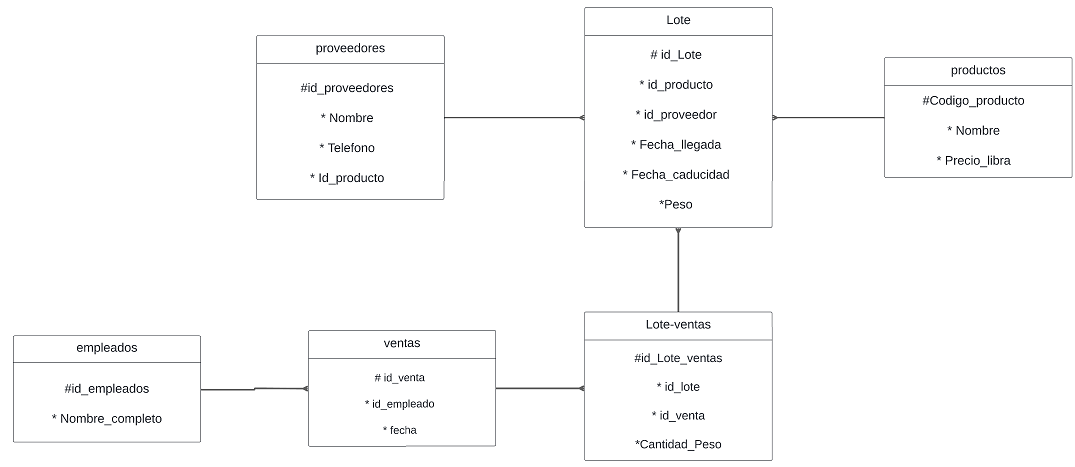 proveedores
#id_proveedores
* Nombre
* Telefono
* Id_producto
Lote
# id_Lote
* id_producto
* id_proveedor
* Fecha_llegada
* Fecha_caducidad
*Peso
productos
#Codigo_producto
* Nombre
* Precio_libra
empleados
#id_empleados
* Nombre_completo
ventas
# id_venta
* id_empleado
* fecha
Lote-ventas
#id_Lote_ventas
* id_lote
* id_venta
*Cantidad_Peso